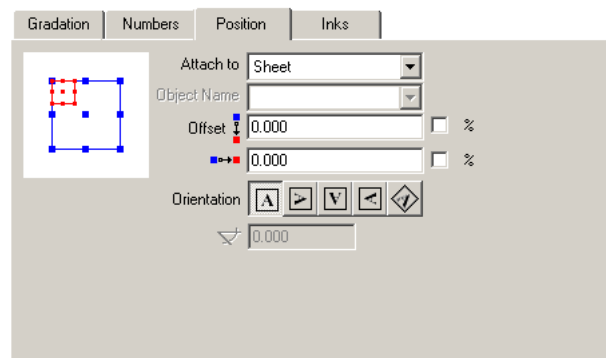 Gradation Numbers Position Inks
Attach to Sheet
Object Name
Offset 0.000 %
0.000 %
Orientation A A A A A
0.000